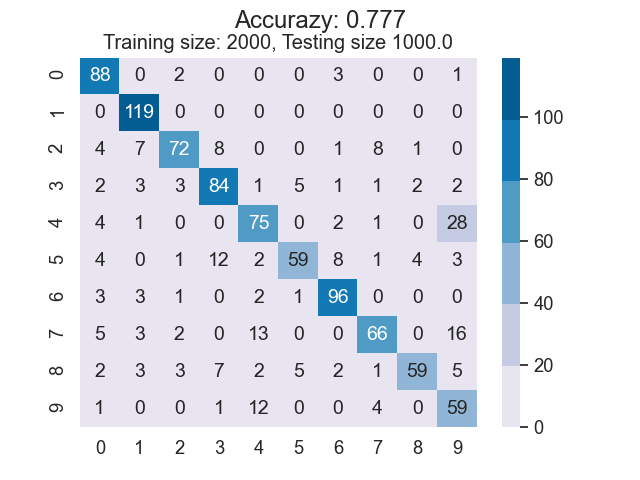 Accurazy: 0.777
Training size: 2000, Testing size 1000.0
0 88 0 2 0 0 0 3 0 0 1
1 0 119 0 0 0 0 0 0 0 0
2 4 7 72 8 0 0 1 8 1 0
3 2 3 3 84 1 5 1 1 2 2
4 4 1 0 0 75 0 2 1 0 28
5 4 0 1 12 2 59 8 1 4 3
6 3 3 1 0 2 1 96 0 0 0
7 5 3 2 0 13 0 0 66 0 16
8 2 3 3 7 2 5 2 1 59 5
9 1 0 0 1 12 0 0 4 0 59
0 1 2 3 4 5 6 7 8 9
100
80
60
40
20
0